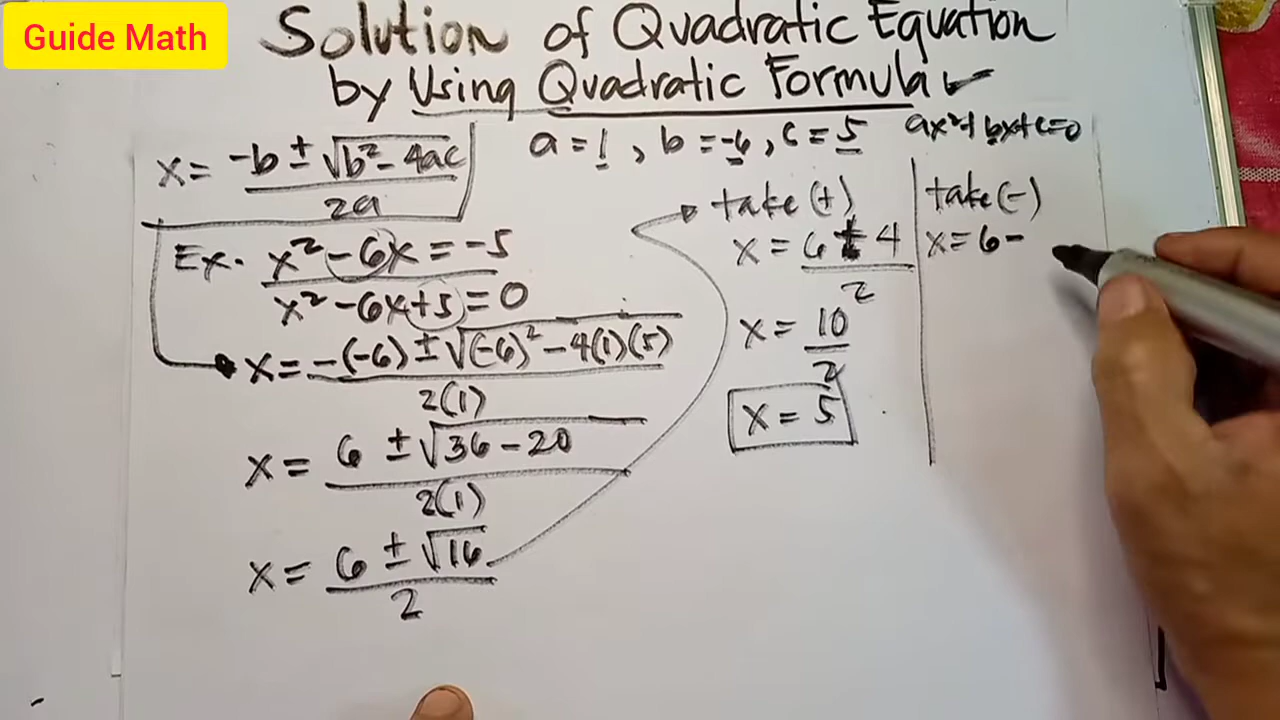 Guide Math
Solution of Quadratic Equation
by Using Quadratic Formula
x = -b ± √b² - 4ac / 2a
a = 1, b = -6, c = 5
ax² + bx + c = 0
Ex. x² - 6x = -5
x² - 6x + 5 = 0
x = -(-6) ± √(-6)² - 4(1)(5) / 2(1)
x = 6 ± √36 - 20 / 2(1)
x = 6 ± √16 / 2
take (+)
x = 6 + 4 / 2
x = 10 / 2
x = 5
take (-)
x = 6 -